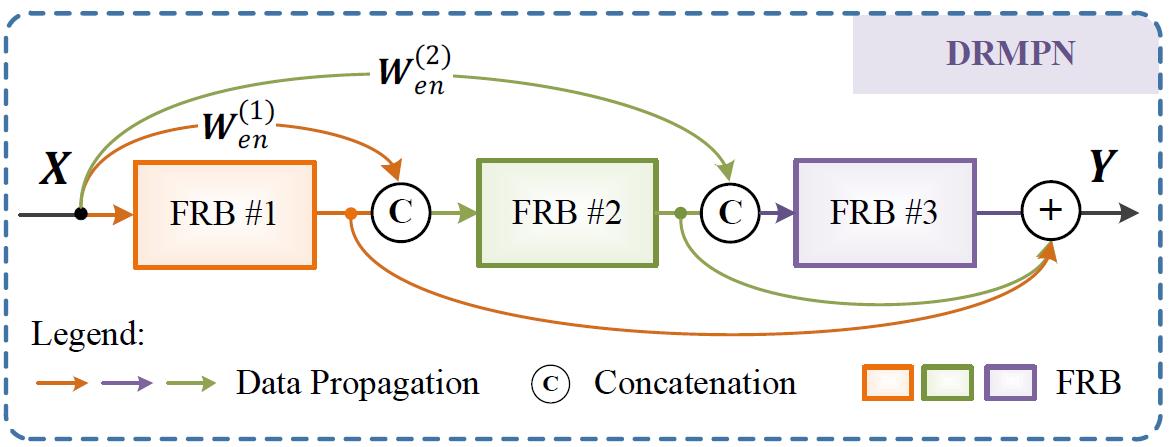 DRMPN
W_{en}^{(2)}
W_{en}^{(1)}
X
Y
FRB #1
C
FRB #2
C
FRB #3
+
Legend:
Data Propagation
C
Concatenation
FRB